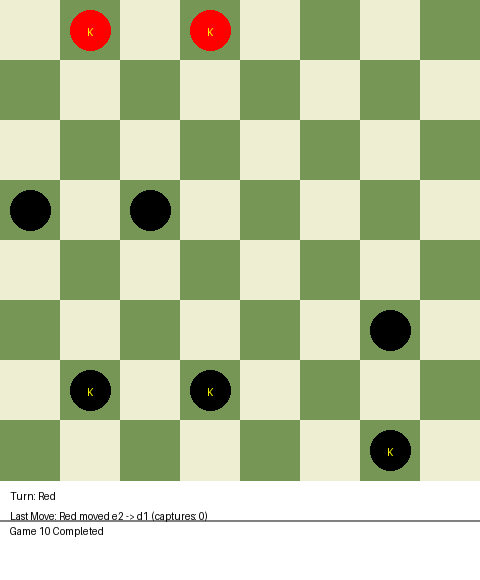 K K
K K
K
Turn: Red
Last Move: Red moved e2 -> d1 (captures: 0)
Game 10 Completed